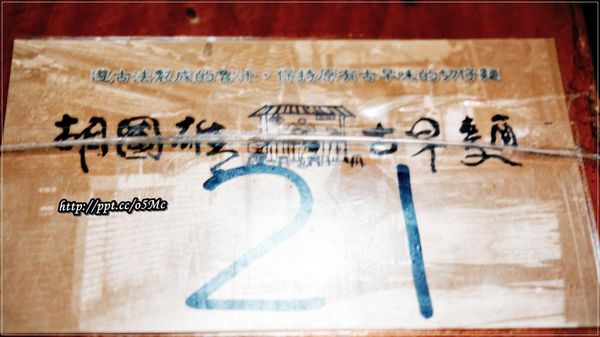 遵古法製成的魯汁，保持原有古早味的切仔麵
胡國雄 古早麵
http://ppt.cc/o5Mc
21